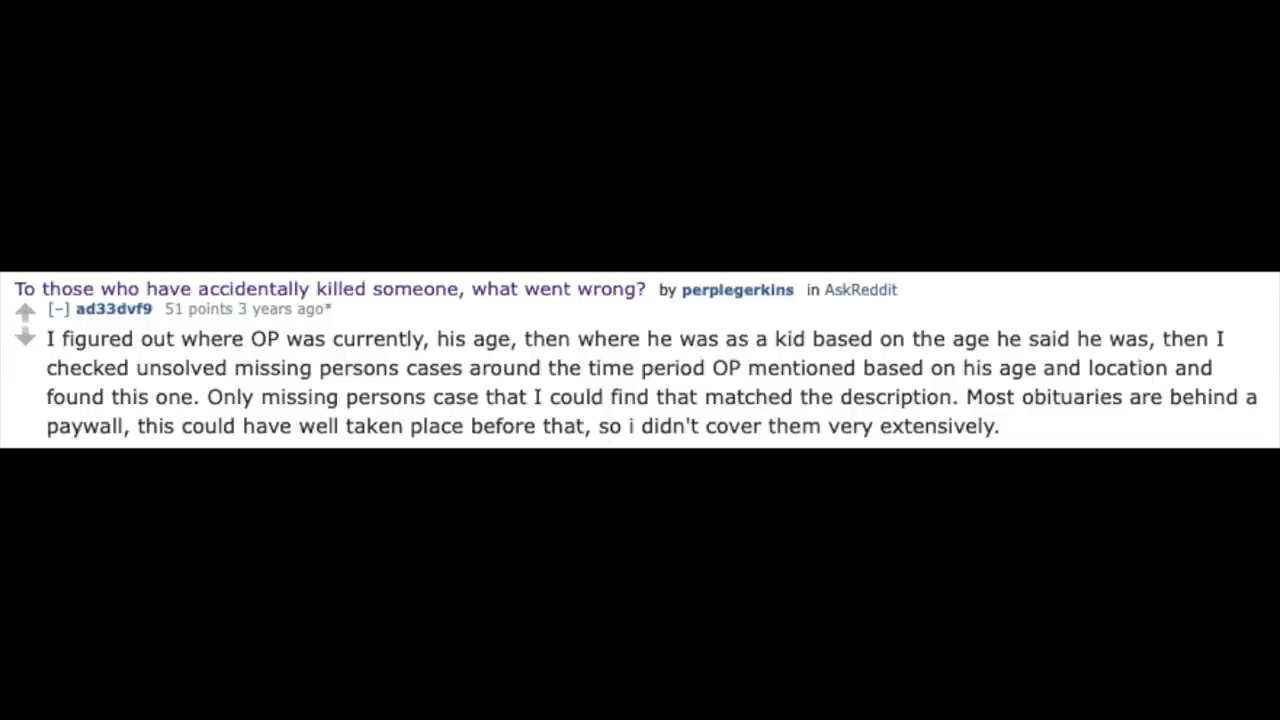 To those who have accidentally killed someone, what went wrong? by perplegerkins in AskReddit
[-] ad33dvf9 51 points 3 years ago*
I figured out where OP was currently, his age, then where he was as a kid based on the age he said he was, then I
checked unsolved missing persons cases around the time period OP mentioned based on his age and location and
found this one. Only missing persons case that I could find that matched the description. Most obituaries are behind a
paywall, this could have well taken place before that, so i didn't cover them very extensively.